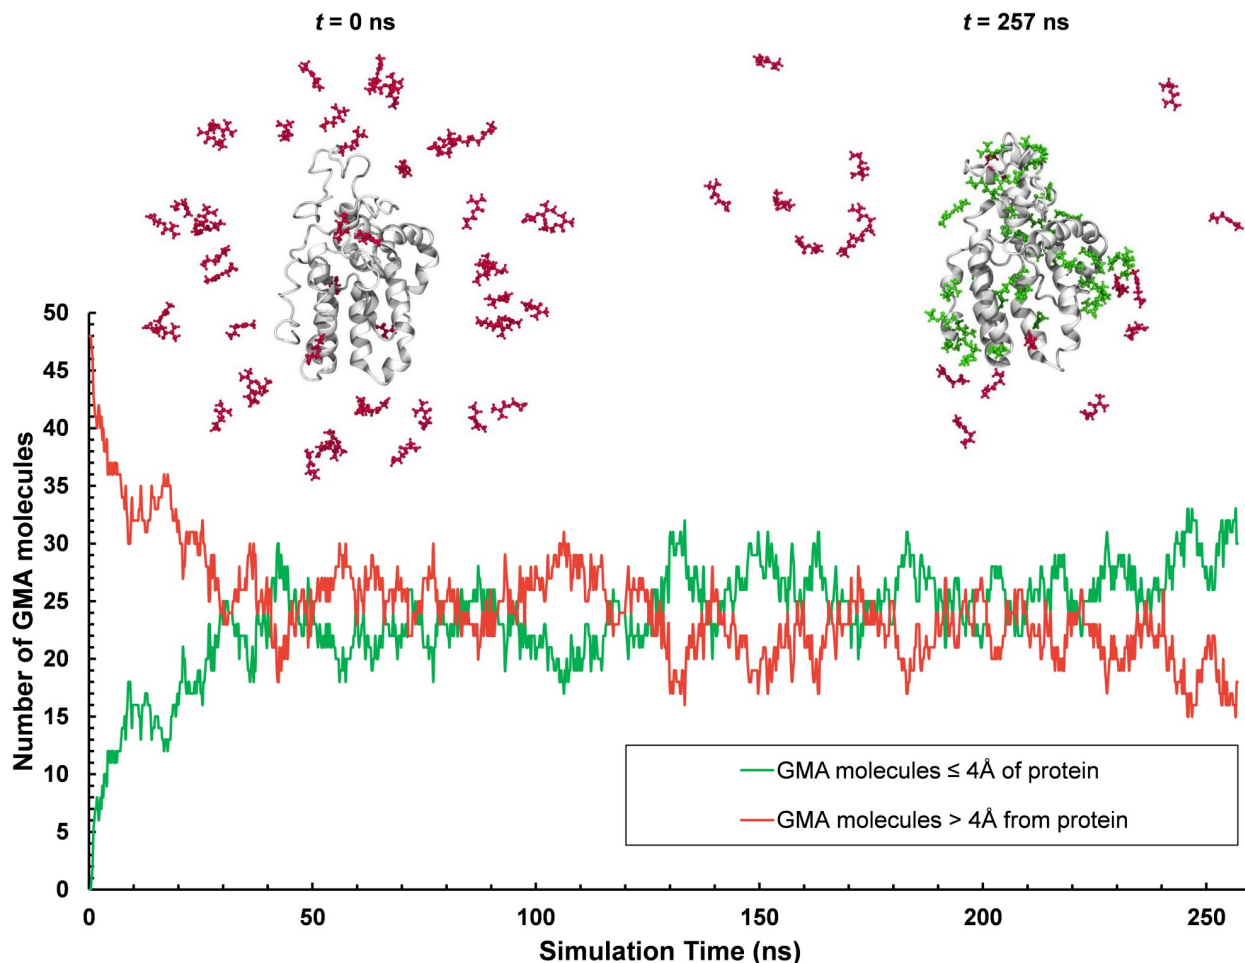 t = 0 ns
t = 257 ns
Number of GMA molecules
50
45
40
35
30
25
20
15
10
5
0
GMA molecules ≤ 4Å of protein
GMA molecules > 4Å from protein
0 50 100 150 200 250
Simulation Time (ns)